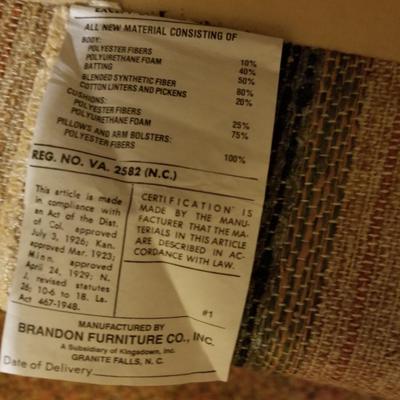 ALL NEW MATERIAL CONSISTING OF
BODY:
POLYESTER FIBERS 10%
POLYURETHANE FOAM 40%
BATTING 50%
BLENDED SYNTHETIC FIBER 80%
COTTON LINTERS AND PICKENS 20%
CUSHIONS:
POLYESTER FIBERS 25%
POLYURETHANE FOAM 75%
PILLOWS AND ARM BOLSTERS:
POLYESTER FIBERS 100%
REG. NO. VA. 2582 (N.C.)
This article is made
in compliance with
an Act of the Dist.
of Col. approved
July 3, 1926; Kan.
approved Mar. 1923;
Minn. approved
April 24, 1929; N.
J. revised statutes
26; 10-6 to 18. La.
Act 467-1948.
CERTIFICATION IS
MADE BY THE MANU-
FACTURER THAT THE MA-
TERIALS IN THIS ARTICLE
ARE DESCRIBED IN AC-
CORDANCE WITH LAW.
#1
MANUFACTURED BY
BRANDON FURNITURE CO., INC.
A Subsidiary of Kingsdown, Inc.
GRANITE FALLS, N. C.
Date of Delivery